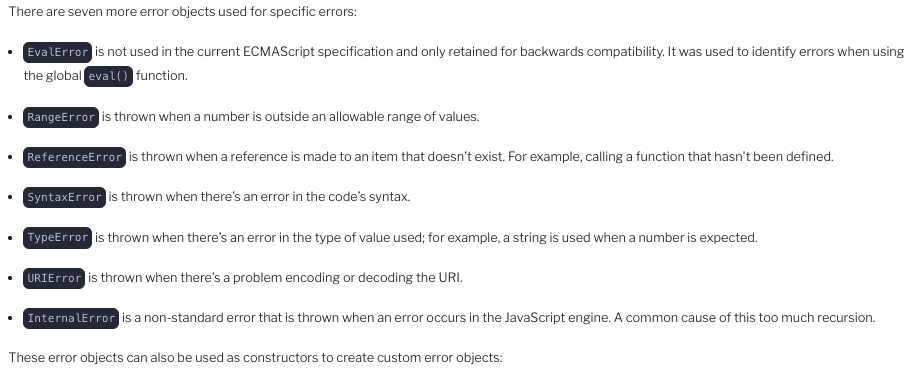 There are seven more error objects used for specific errors:
• EvalError is not used in the current ECMAScript specification and only retained for backwards compatibility. It was used to identify errors when using
the global eval() function.
• RangeError is thrown when a number is outside an allowable range of values.
• ReferenceError is thrown when a reference is made to an item that doesn't exist. For example, calling a function that hasn't been defined.
• SyntaxError is thrown when there's an error in the code's syntax.
• TypeError is thrown when there's an error in the type of value used; for example, a string is used when a number is expected.
• URIError is thrown when there's a problem encoding or decoding the URI.
• InternalError is a non-standard error that is thrown when an error occurs in the JavaScript engine. A common cause of this too much recursion.
These error objects can also be used as constructors to create custom error objects: